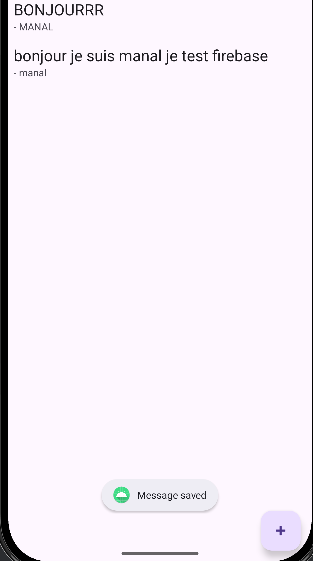 BONJOURRR
- MANAL
bonjour je suis manal je test firebase
- manal
Message saved
+